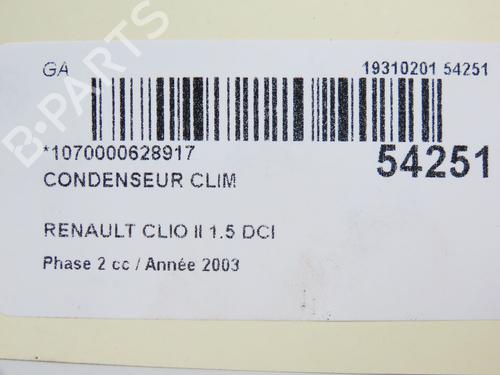 GA
19310201 54251
*1070000628917
54251
CONDENSEUR CLIM
RENAULT CLIO II 1.5 DCI
Phase 2 cc / Année 2003
B-PARTS